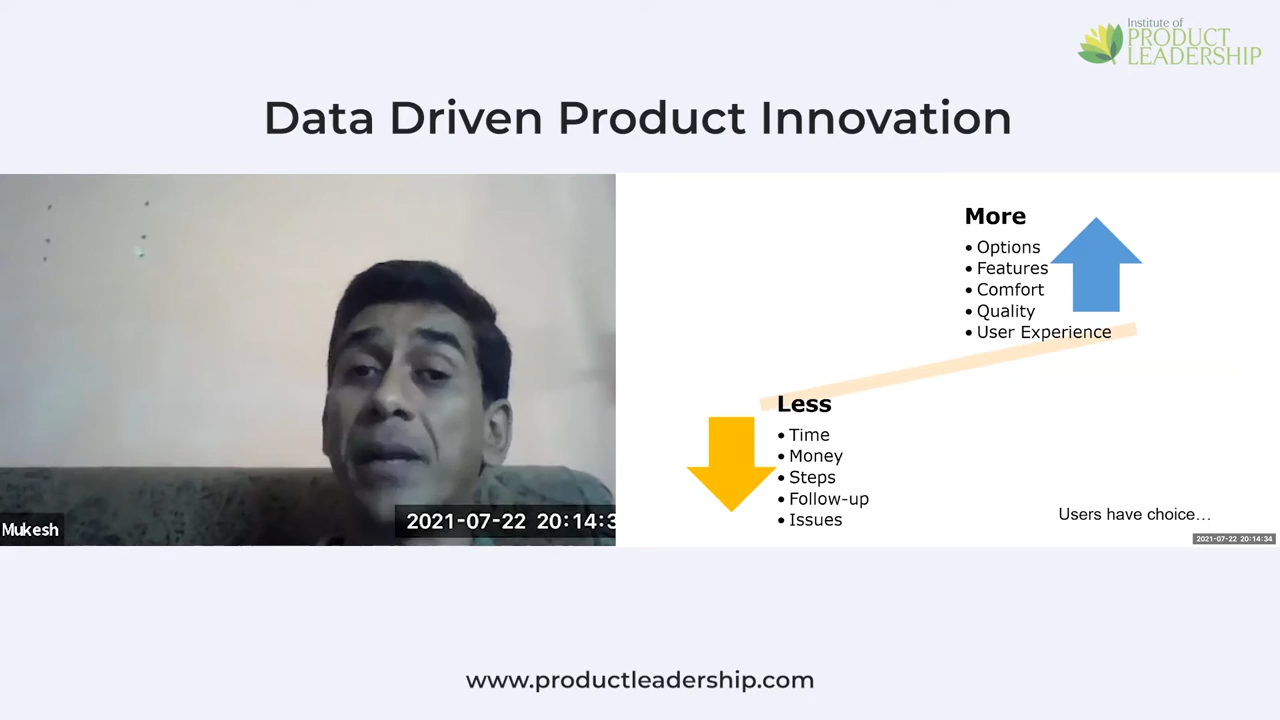 Institute of
PRODUCT
LEADERSHIP
Data Driven Product Innovation
Mukesh
2021-07-22 20:14:3
More
• Options
• Features
• Comfort
• Quality
• User Experience
Less
• Time
• Money
• Steps
• Follow-up
• Issues
Users have choice…
2021-07-22 20:14:34
www.productleadership.com